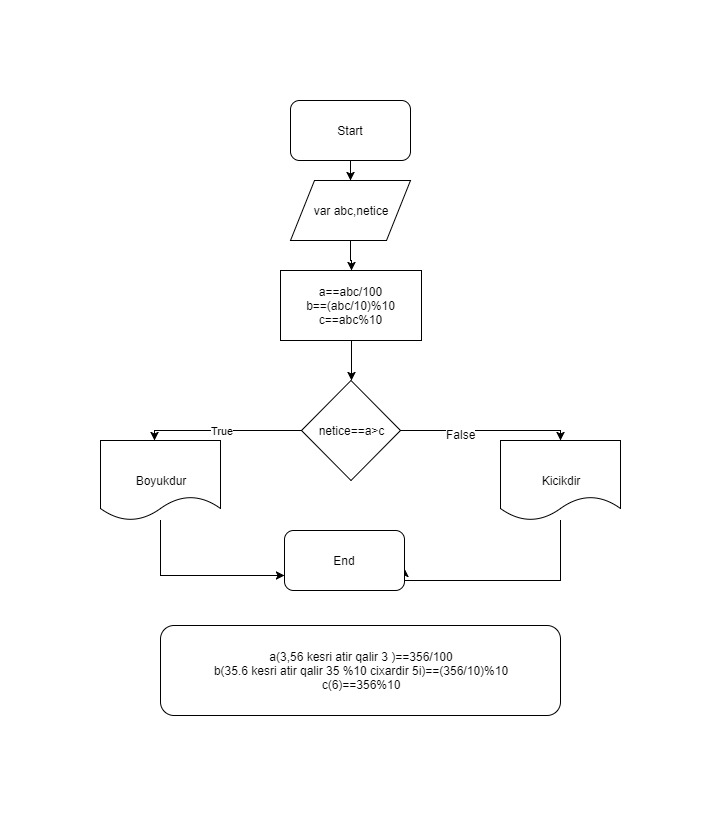 Start
var abc,netice
a==abc/100
b==(abc/10)%10
c==abc%10
netice==a>c
True
False
Boyukdur
Kicikdir
End
a(3,56 kesri atir qalir 3 )==356/100
b(35.6 kesri atir qalir 35 %10 cixardir 5i)==(356/10)%10
c(6)==356%10